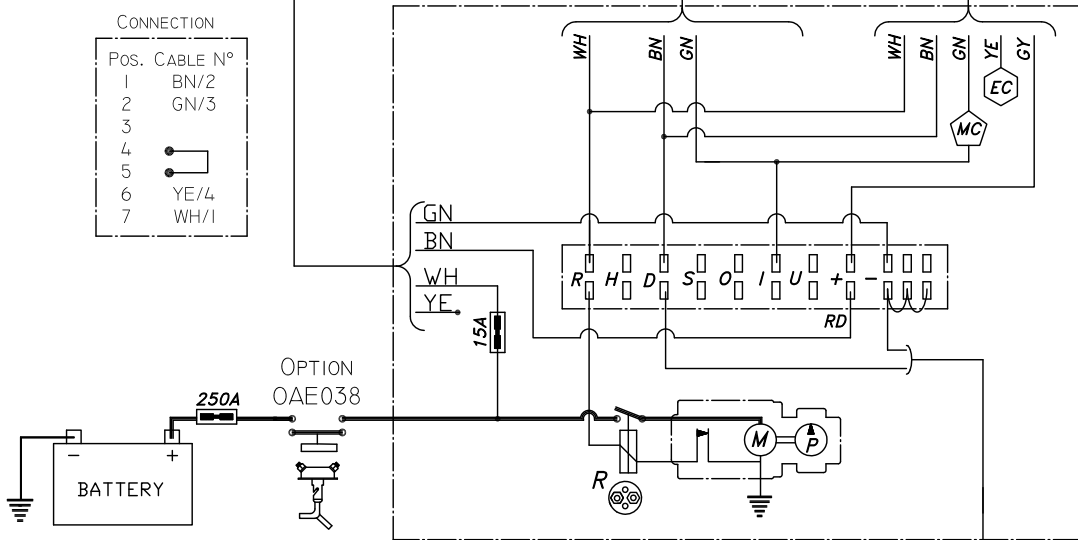 CONNECTION
POS. CABLE N°
1 BN/2
2 GN/3
3
4
5
6 YE/4
7 WH/1
WH
BN
GN
WH
BN
GN
YE
GY
EC
MC
GN
BN
WH
YE
15A
R H D S O I U + -
RD
OPTION
OAE038
250A
- +
BATTERY
M
P
R